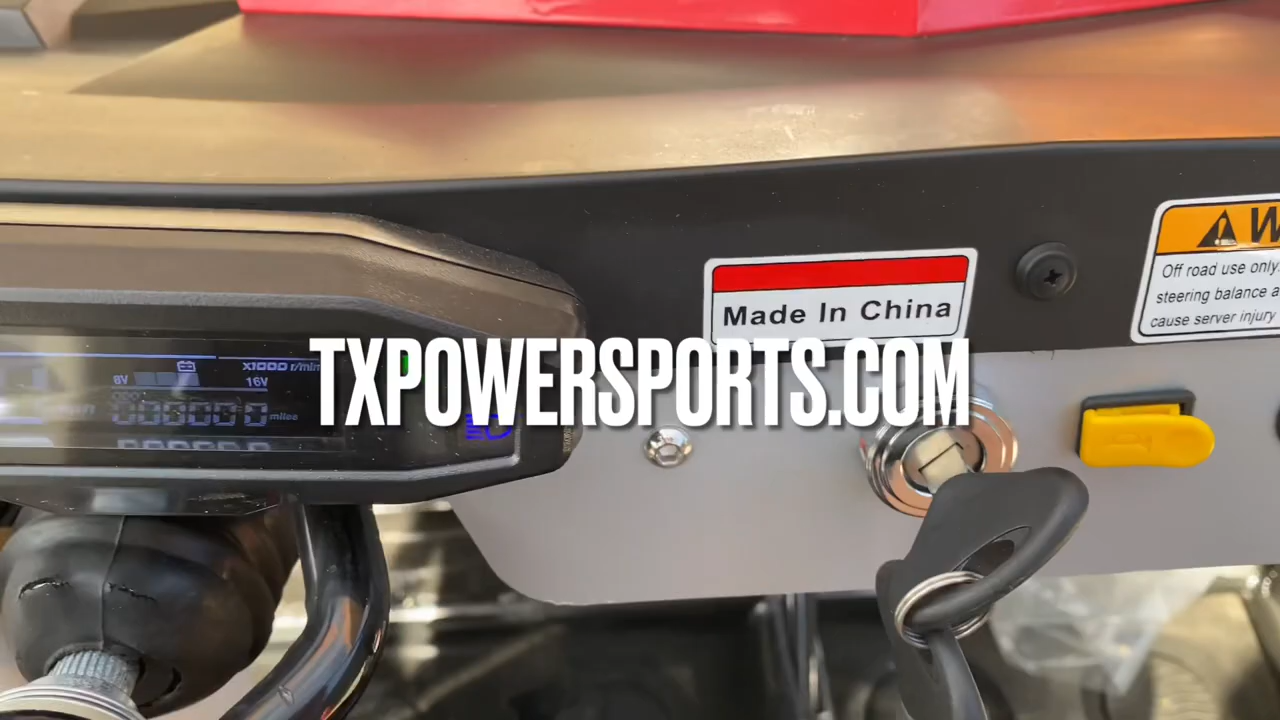 Made In China
Off road use only
steering balance a
cause server injury
x1000 r/min
8V
16V
miles
TXPOWERSPORTS.COM